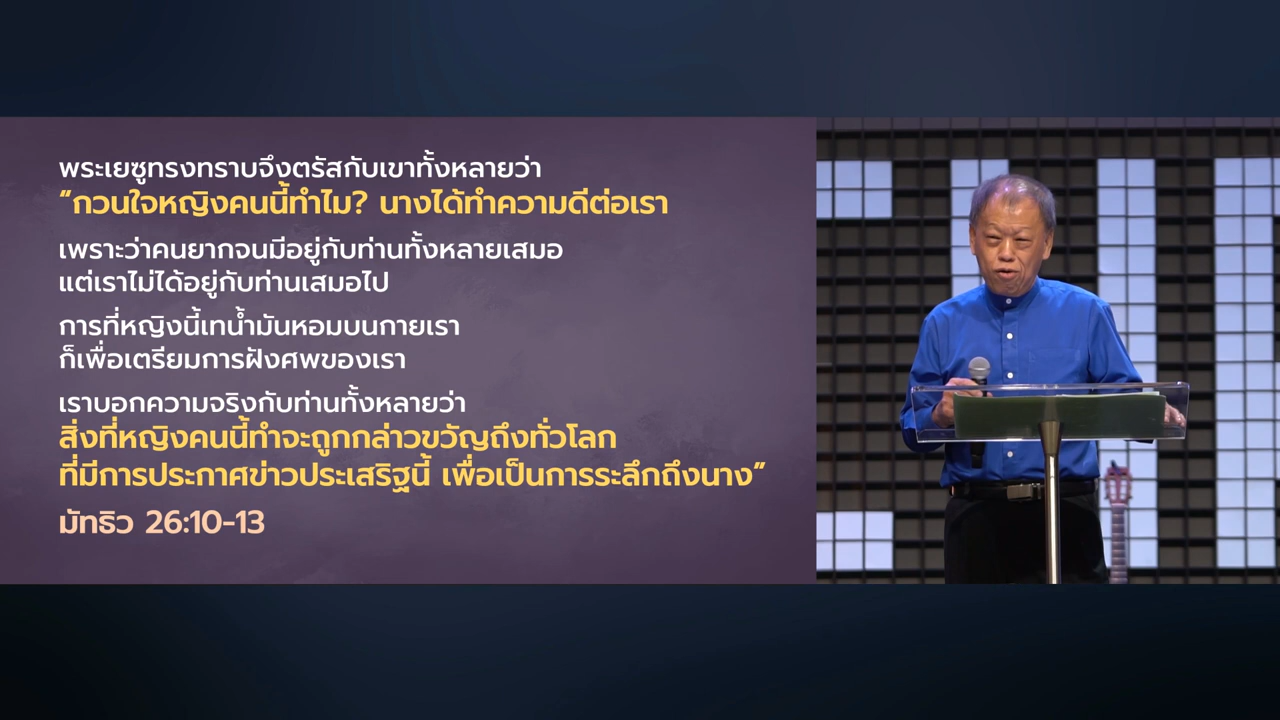 พระเยซูทรงทราบจึงตรัสกับเขาทั้งหลายว่า
“กวนใจหญิงคนนี้ทำไม? นางได้ทำความดีต่อเรา
เพราะว่าคนยากจนมีอยู่กับท่านทั้งหลายเสมอ
แต่เราไม่ได้อยู่กับท่านเสมอไป
การที่หญิงนี้เทน้ำมันหอมบนกายเรา
ก็เพื่อเตรียมการฝังศพของเรา
เราบอกความจริงกับท่านทั้งหลายว่า
สิ่งที่หญิงคนนี้ทำจะถูกกล่าวขวัญถึงทั่วโลก
ที่มีการประกาศข่าวประเสริฐนี้ เพื่อเป็นการระลึกถึงนาง”
มัทธิว 26:10-13